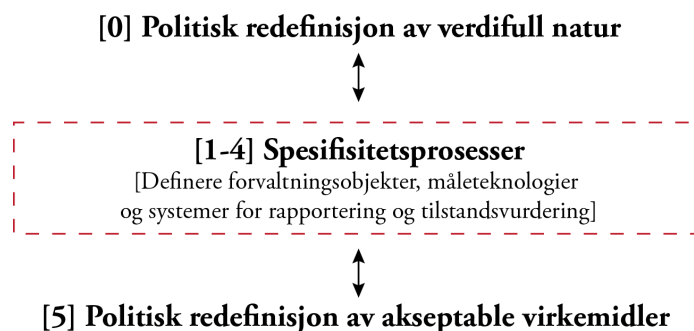 [0] Politisk redefinisjon av verdifull natur
[1-4] Spesifisitetsprosesser
[Definere forvaltningsobjekter, måleteknologier
og systemer for rapportering og tilstandsvurdering]
[5] Politisk redefinisjon av akseptable virkemidler